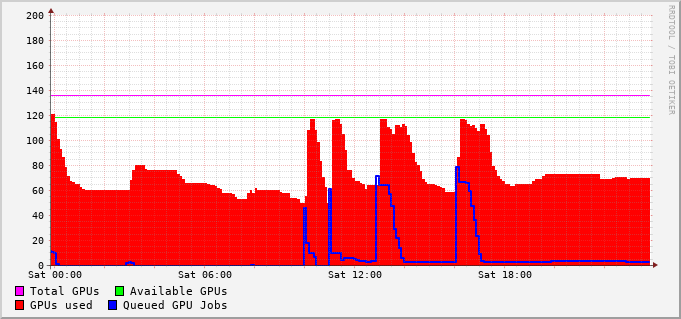 200
180
160
140
120
100
80
60
40
20
0
Sat 00:00 Sat 06:00 Sat 12:00 Sat 18:00
Total GPUs Available GPUs
GPUs used Queued GPU Jobs
RRDTOOL / TOBI OETIKER